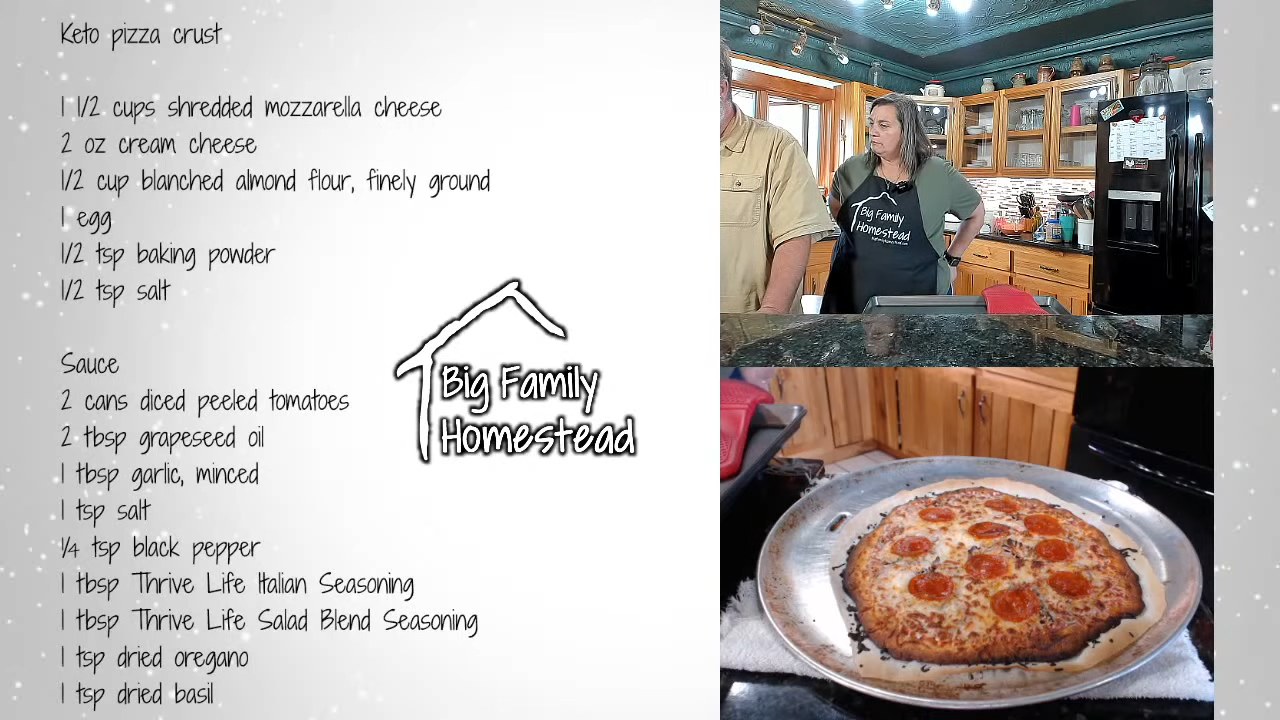 Keto pizza crust
1 1/2 cups shredded mozzarella cheese
2 oz cream cheese
1/2 cup blanched almond flour, finely ground
1 egg
1/2 tsp baking powder
1/2 tsp salt
Sauce
2 cans diced peeled tomatoes
2 tbsp grapeseed oil
1 tbsp garlic, minced
1 tsp salt
1/4 tsp black pepper
1 tbsp Thrive Life Italian Seasoning
1 tbsp Thrive Life Salad Blend Seasoning
1 tsp dried oregano
1 tsp dried basil
Big Family
Homestead
Big Family
Homestead